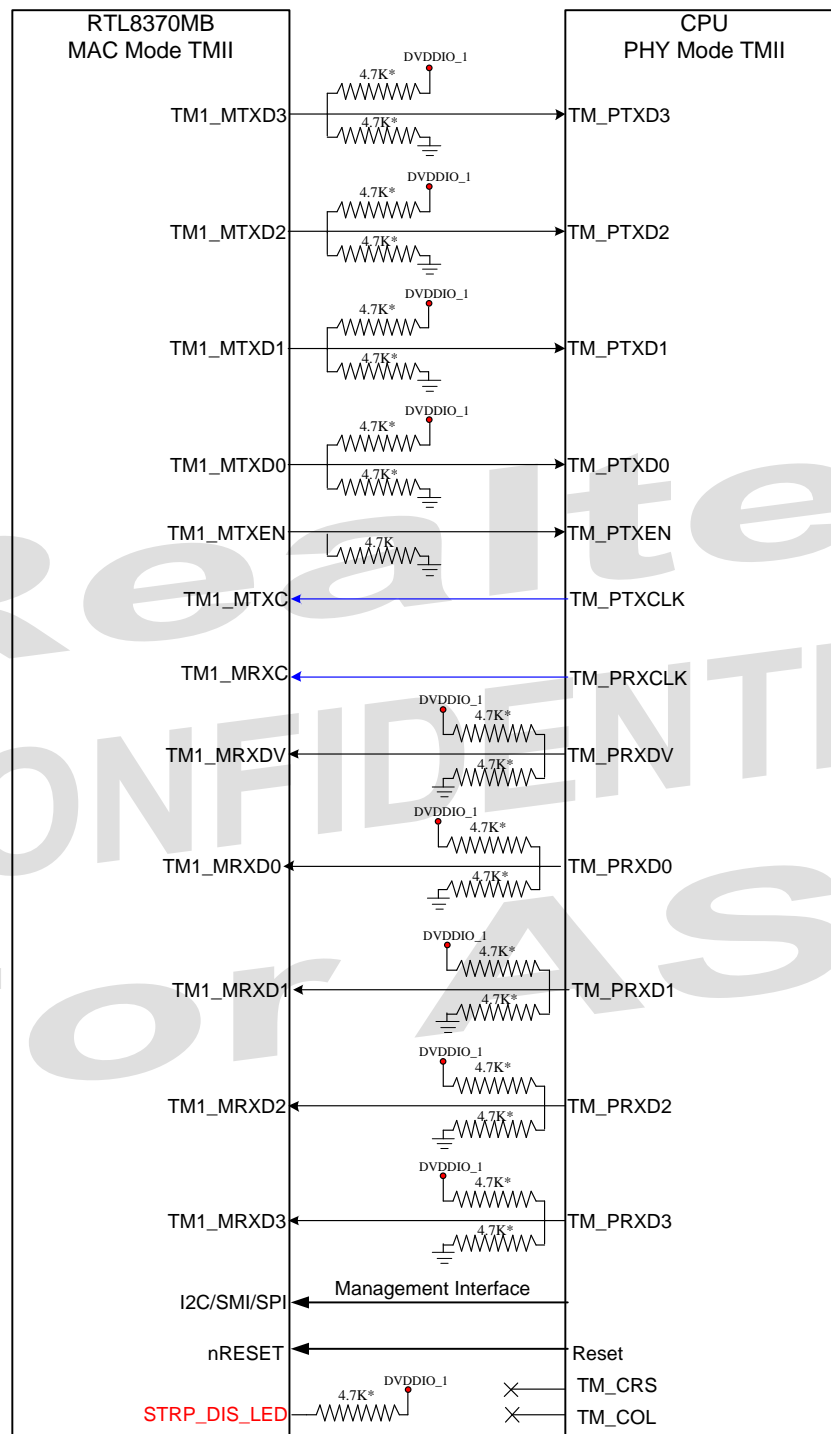 RTL8370MB
MAC Mode TMII
CPU
PHY Mode TMII
DVDDIO_1
4.7K*
TM1_MTXD3
TM_PTXD3
4.7K*
DVDDIO_1
4.7K*
TM1_MTXD2
TM_PTXD2
4.7K*
DVDDIO_1
4.7K*
TM1_MTXD1
TM_PTXD1
4.7K*
DVDDIO_1
4.7K*
TM1_MTXD0
TM_PTXD0
4.7K*
TM1_MTXEN
TM_PTXEN
4.7K
TM1_MTXC
TM_PTXCLK
TM1_MRXC
TM_PRXCLK
DVDDIO_1
4.7K*
TM1_MRXDV
TM_PRXDV
4.7K*
DVDDIO_1
4.7K*
TM1_MRXD0
TM_PRXD0
4.7K*
DVDDIO_1
4.7K*
TM1_MRXD1
TM_PRXD1
4.7K*
DVDDIO_1
4.7K*
TM1_MRXD2
TM_PRXD2
4.7K*
DVDDIO_1
4.7K*
TM1_MRXD3
TM_PRXD3
4.7K*
Management Interface
I2C/SMI/SPI
nRESET
Reset
DVDDIO_1
4.7K*
STRP_DIS_LED
TM_CRS
TM_COL
Realte
ONFIDENTI
or AS